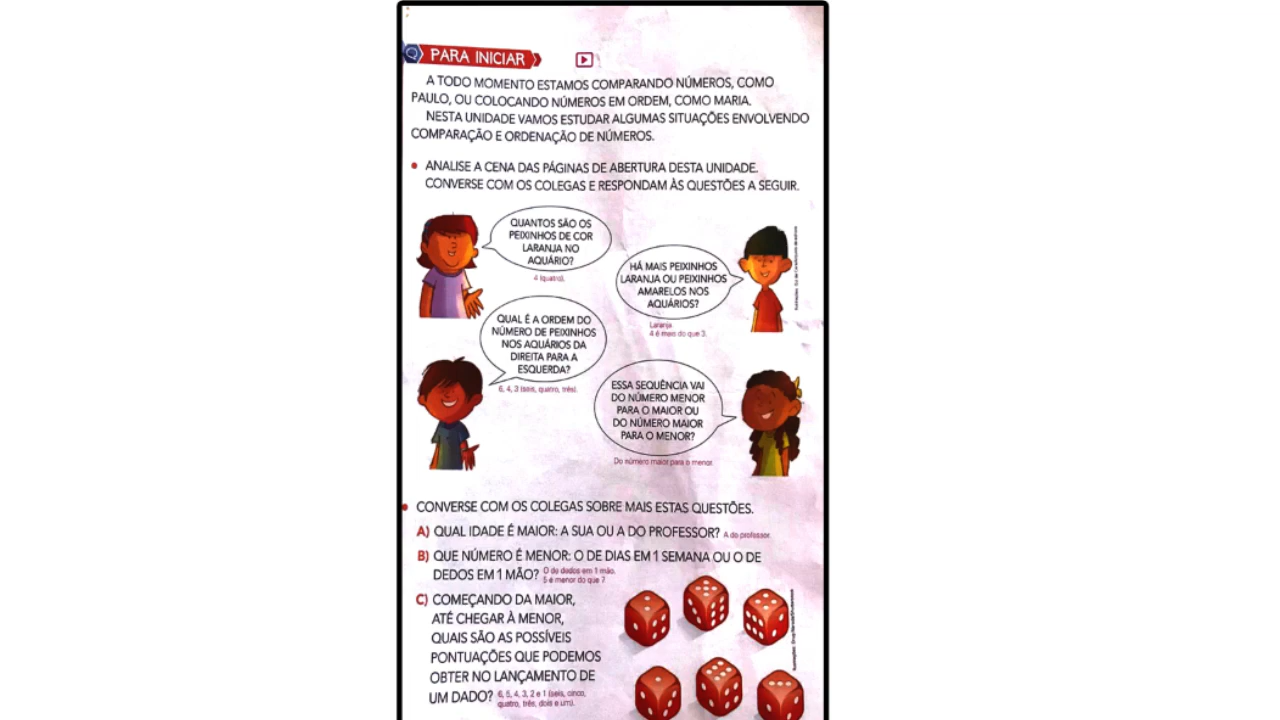 PARA INICIAR
A TODO MOMENTO ESTAMOS COMPARANDO NÚMEROS, COMO
PAULO, OU COLOCANDO NÚMEROS EM ORDEM, COMO MARIA.
NESTA UNIDADE VAMOS ESTUDAR ALGUMAS SITUAÇÕES ENVOLVENDO
COMPARAÇÃO E ORDENAÇÃO DE NÚMEROS.
• ANALISE A CENA DAS PÁGINAS DE ABERTURA DESTA UNIDADE.
CONVERSE COM OS COLEGAS E RESPONDAM ÀS QUESTÕES A SEGUIR.
QUANTOS SÃO OS
PEIXINHOS DE COR
LARANJA NO
AQUÁRIO?
4 (quatro).
HÁ MAIS PEIXINHOS
LARANJA OU PEIXINHOS
AMARELOS NOS
AQUÁRIOS?
Laranja.
4 é mais do que 3.
QUAL É A ORDEM DO
NÚMERO DE PEIXINHOS
NOS AQUÁRIOS DA
DIREITA PARA A
ESQUERDA?
6, 4, 3 (seis, quatro, três).
ESSA SEQUÊNCIA VAI
DO NÚMERO MENOR
PARA O MAIOR OU
DO NÚMERO MAIOR
PARA O MENOR?
Do número maior para o menor.
• CONVERSE COM OS COLEGAS SOBRE MAIS ESTAS QUESTÕES.
A) QUAL IDADE É MAIOR: A SUA OU A DO PROFESSOR? A do professor.
B) QUE NÚMERO É MENOR: O DE DIAS EM 1 SEMANA OU O DE
DEDOS EM 1 MÃO? O de dedos em 1 mão.
5 é menor do que 7
C) COMEÇANDO DA MAIOR,
ATÉ CHEGAR À MENOR,
QUAIS SÃO AS POSSÍVEIS
PONTUAÇÕES QUE PODEMOS
OBTER NO LANÇAMENTO DE
UM DADO? 6, 5, 4, 3, 2 e 1 (seis, cinco,
quatro, três, dois e um).